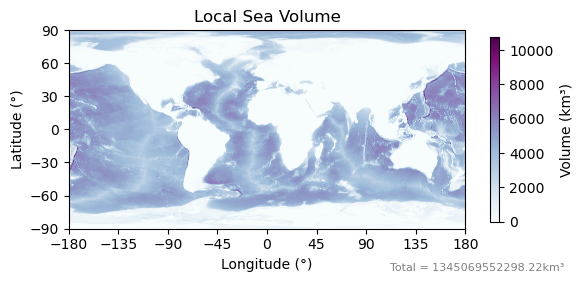 Local Sea Volume
90
60
30
0
−30
−60
−90
Latitude (°)
−180 −135 −90 −45 0 45 90 135 180
Longitude (°)
10000
8000
6000
4000
2000
0
Volume (km³)
Total = 1345069552298.22km³